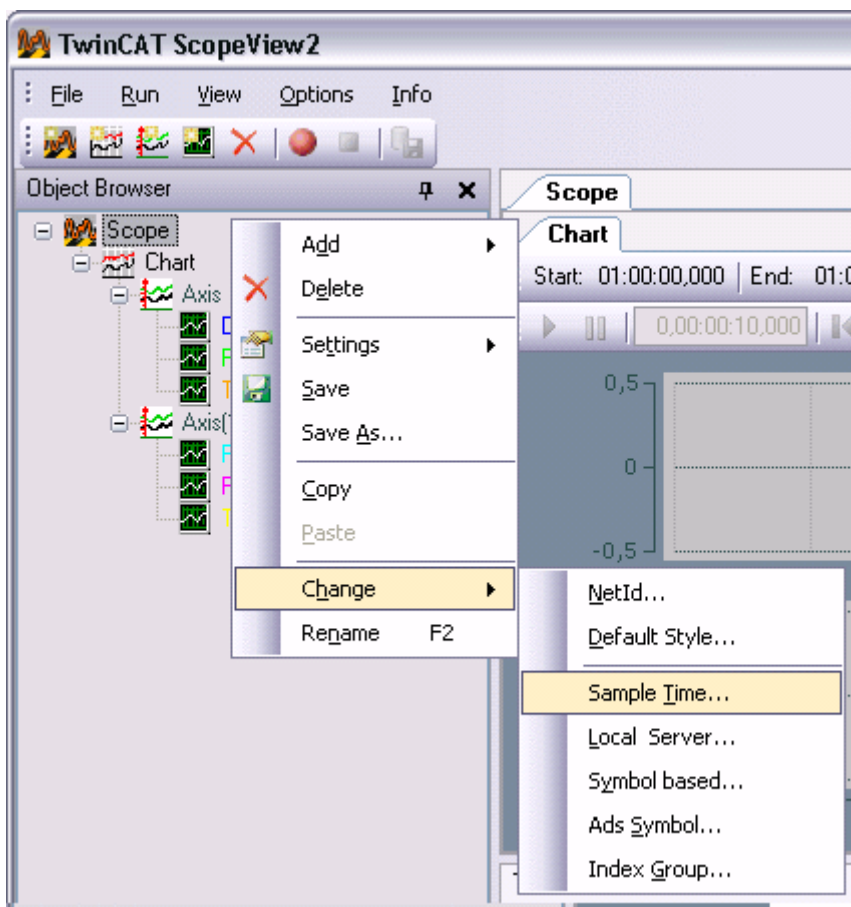 TwinCAT ScopeView2
File Run View Options Info
Object Browser
Scope
Chart
Axis
Axis(
Add
Delete
Settings
Save
Save As...
Copy
Paste
Change
Rename F2
Scope
Chart
Start: 01:00:00,000 End: 01:0
0,00:00:10,000
0,5
0
-0,5
NetId...
Default Style...
Sample Time...
Local Server...
Symbol based...
Ads Symbol...
Index Group...